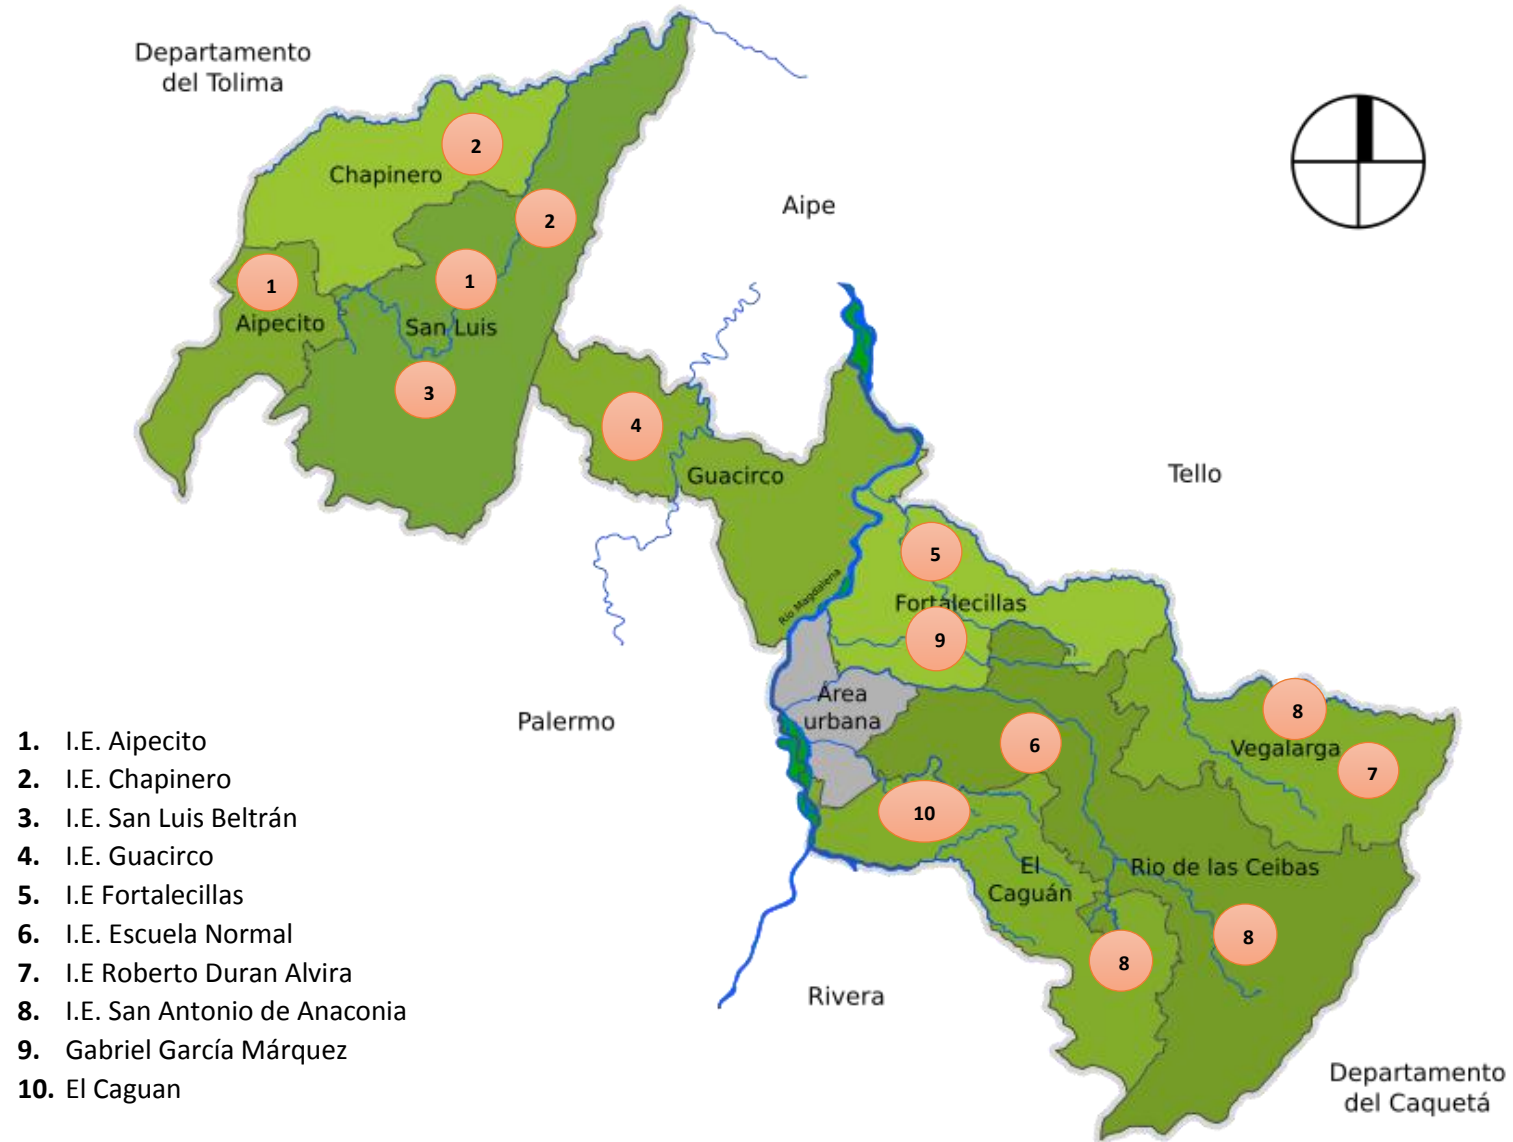 Departamento
del Tolima
2
Chapinero
Aipe
2
1
1
Aipecito
San Luis
3
4
Guacirco
Tello
5
Río Magdalena
Fortalecillas
9
Área
urbana
Palermo
8
6
Vegalarga
7
10
El
Caguán
Rio de las Ceibas
8
8
Rivera
Departamento
del Caquetá
1. I.E. Aipecito
2. I.E. Chapinero
3. I.E. San Luis Beltrán
4. I.E. Guacirco
5. I.E Fortalecillas
6. I.E. Escuela Normal
7. I.E Roberto Duran Alvira
8. I.E. San Antonio de Anaconia
9. Gabriel García Márquez
10. El Caguan